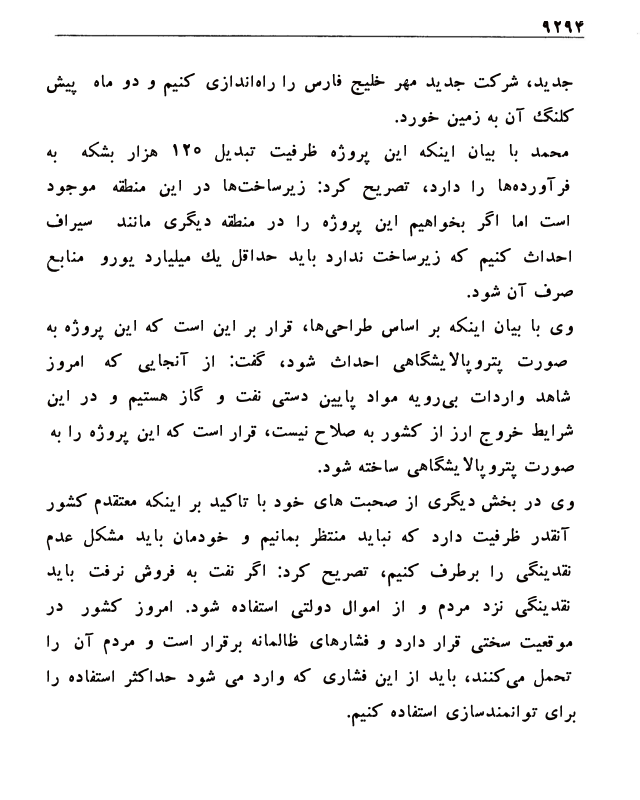 ۹۲۹۴
جدید، شرکت جدید مهر خلیج فارس را راه‌اندازی کنیم و دو ماه پیش
کلنگ آن به زمین خورد.
محمد با بیان اینکه این پروژه ظرفیت تبدیل ۱۲۰ هزار بشکه به
فرآورده‌ها را دارد، تصریح کرد: زیرساخت‌ها در این منطقه موجود
است اما اگر بخواهیم این پروژه را در منطقه دیگری مانند سیراف
احداث کنیم که زیرساخت ندارد باید حداقل یك میلیارد یورو منابع
صرف آن شود.
وی با بیان اینکه بر اساس طراحی‌ها، قرار بر این است که این پروژه به
صورت پتروپالایشگاهی احداث شود، گفت: از آنجایی که امروز
شاهد واردات بی‌رویه مواد پایین دستی نفت و گاز هستیم و در این
شرایط خروج ارز از کشور به صلاح نیست، قرار است که این پروژه را به
صورت پتروپالایشگاهی ساخته شود.
وی در بخش دیگری از صحبت های خود با تاکید بر اینکه معتقدم کشور
آنقدر ظرفیت دارد که نباید منتظر بمانیم و خودمان باید مشکل عدم
نقدینگی را برطرف کنیم، تصریح کرد: اگر نفت به فروش نرفت باید
نقدینگی نزد مردم و از اموال دولتی استفاده شود. امروز کشور در
موقعیت سختی قرار دارد و فشارهای ظالمانه برقرار است و مردم آن را
تحمل می‌کنند، باید از این فشاری که وارد می شود حداکثر استفاده را
برای توانمندسازی استفاده کنیم.